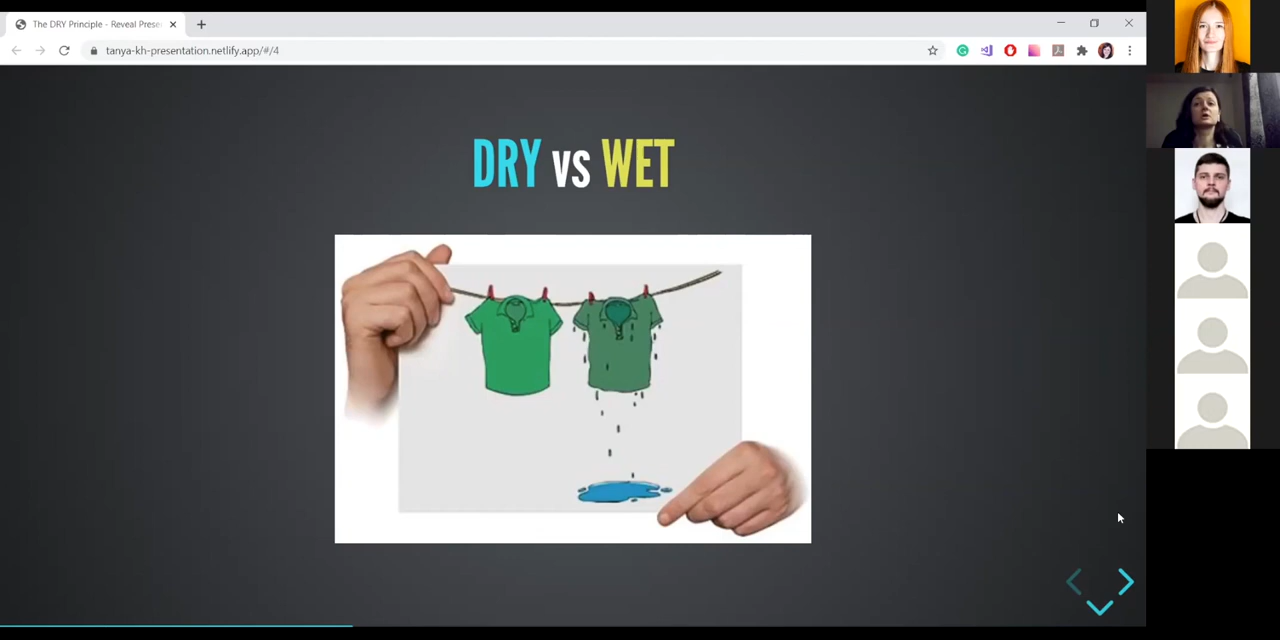 The DRY Principle - Reveal Prese
tanya-kh-presentation.netlify.app/#/4
DRY vs WET